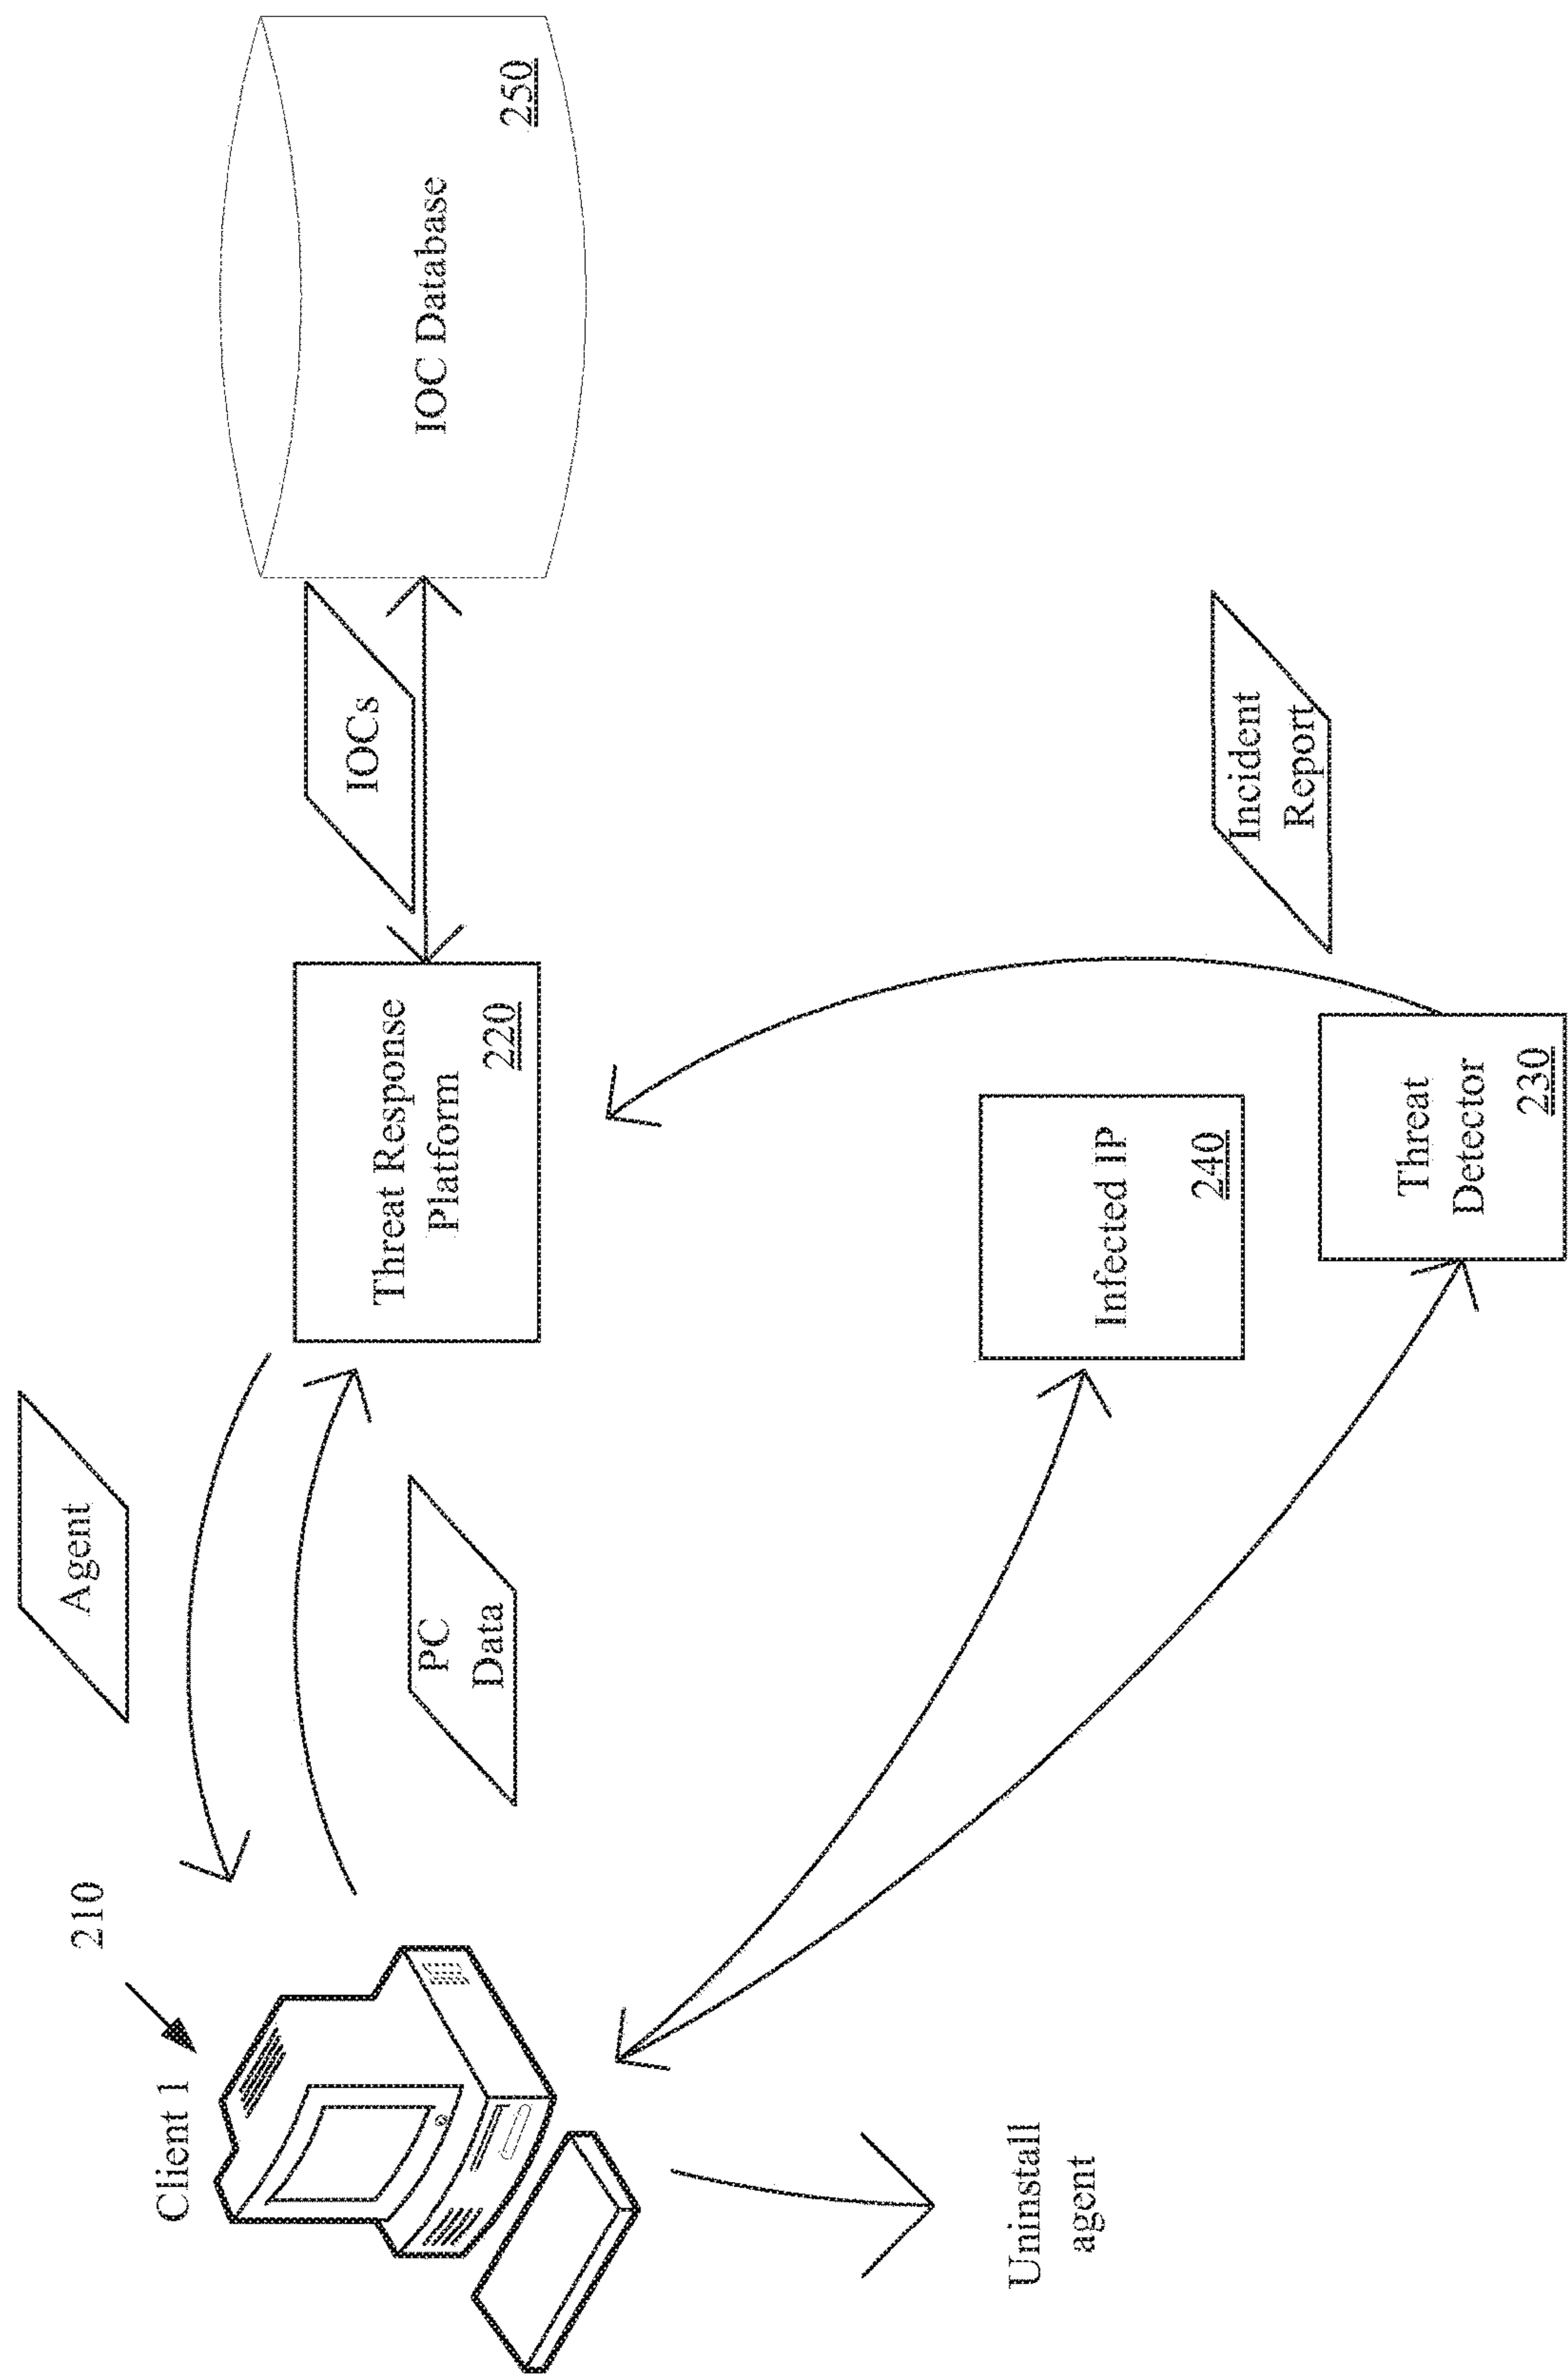 210
Client 1
Agent
PC
Data
Threat Response
Platform
220
IOCs
IOC Database
250
Uninstall
agent
Infected IP
240
Threat
Detector
230
Incident
Report